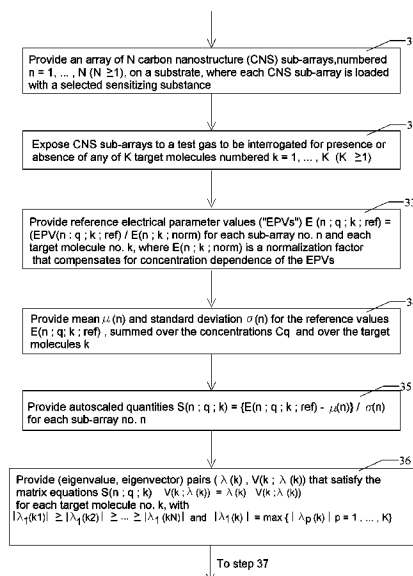 3
Provide an array of N carbon nanostructure (CNS) sub-arrays,numbered
n = 1, ... , N (N ≥1), on a substrate, where each CNS sub-array is loaded
with a selected sensitizing substance
3
Expose CNS sub-arrays to a test gas to be interrogated for presence or
absence of any of K target molecules numbered k = 1, ... , K (K ≥1)
33
Provide reference electrical parameter values ("EPVs") E (n ; q ; k ; ref) =
(EPV(n : q ; k ; ref) / E(n ; k ; norm) for each sub-array no. n and each
target molecule no. k, where E(n ; k ; norm) is a normalization factor
that compensates for concentration dependence of the EPVs
3
Provide mean μ(n) and standard deviation σ(n) for the reference values
E(n ; q; k ; ref} , summed over the concentrations Cq and over the target
molecules k
35
Provide autoscaled quantities S(n ; q ; k) = {E(n ; q ; k ; ref) - μ(n)} / σ(n)
for each sub-array no. n
36
Provide (eigenvalue, eigenvector) pairs ( λ (k) , V(k ; λ (k)) that satisfy the
matrix equations S(n ; q ; k) V(k ; λ (k)) = λ (k) V(k ; λ (k))
for each target molecule no. k, with
|λ1(k1)| ≥ |λ1(k2)| ≥ ... ≥ |λ1(kN)| and |λ1(k)| = max{ | λp(k) | p = 1 , ... , K}
To step 37